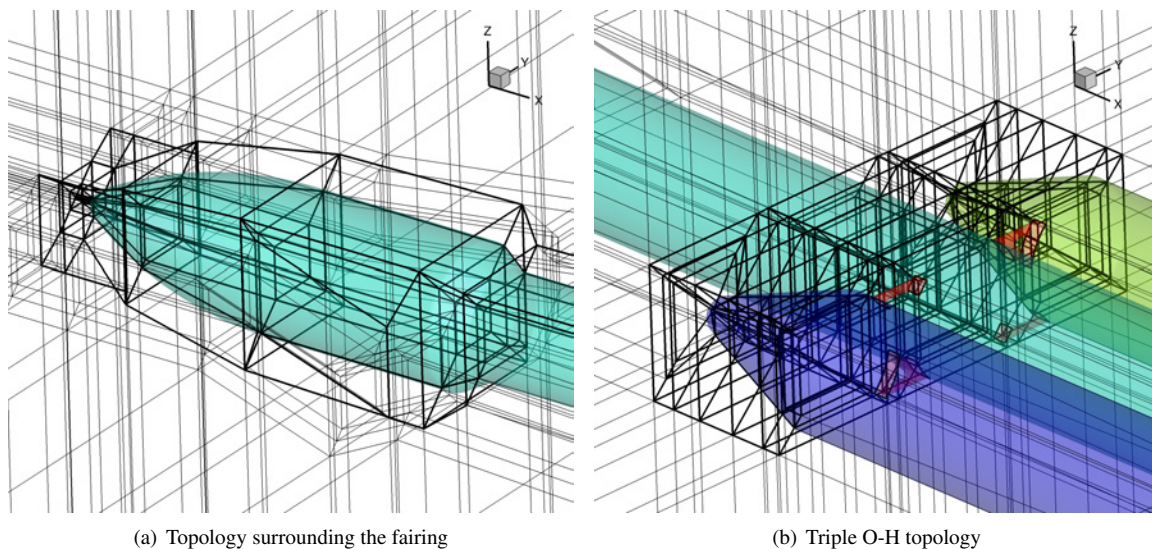 Z
Y
X
Z
Y
X
(a) Topology surrounding the fairing
(b) Triple O-H topology